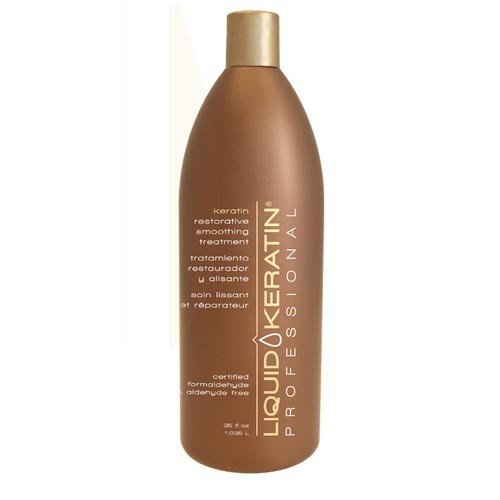 keratin
restorative
smoothing
treatment
tratamiento
restaurador
y alisante
soin lissant
et réparateur
certified
formaldehyde
& aldehyde free
35 fl oz
1.035 L
LIQUID KERATIN®
PROFESSIONAL